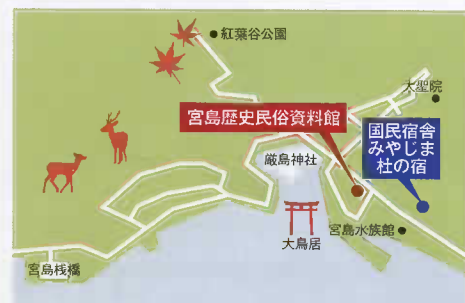 紅葉谷公園
大聖院
宮島歴史民俗資料館
国民宿舎
みやじま
杜の宿
厳島神社
大鳥居
宮島水族館
宮島桟橋